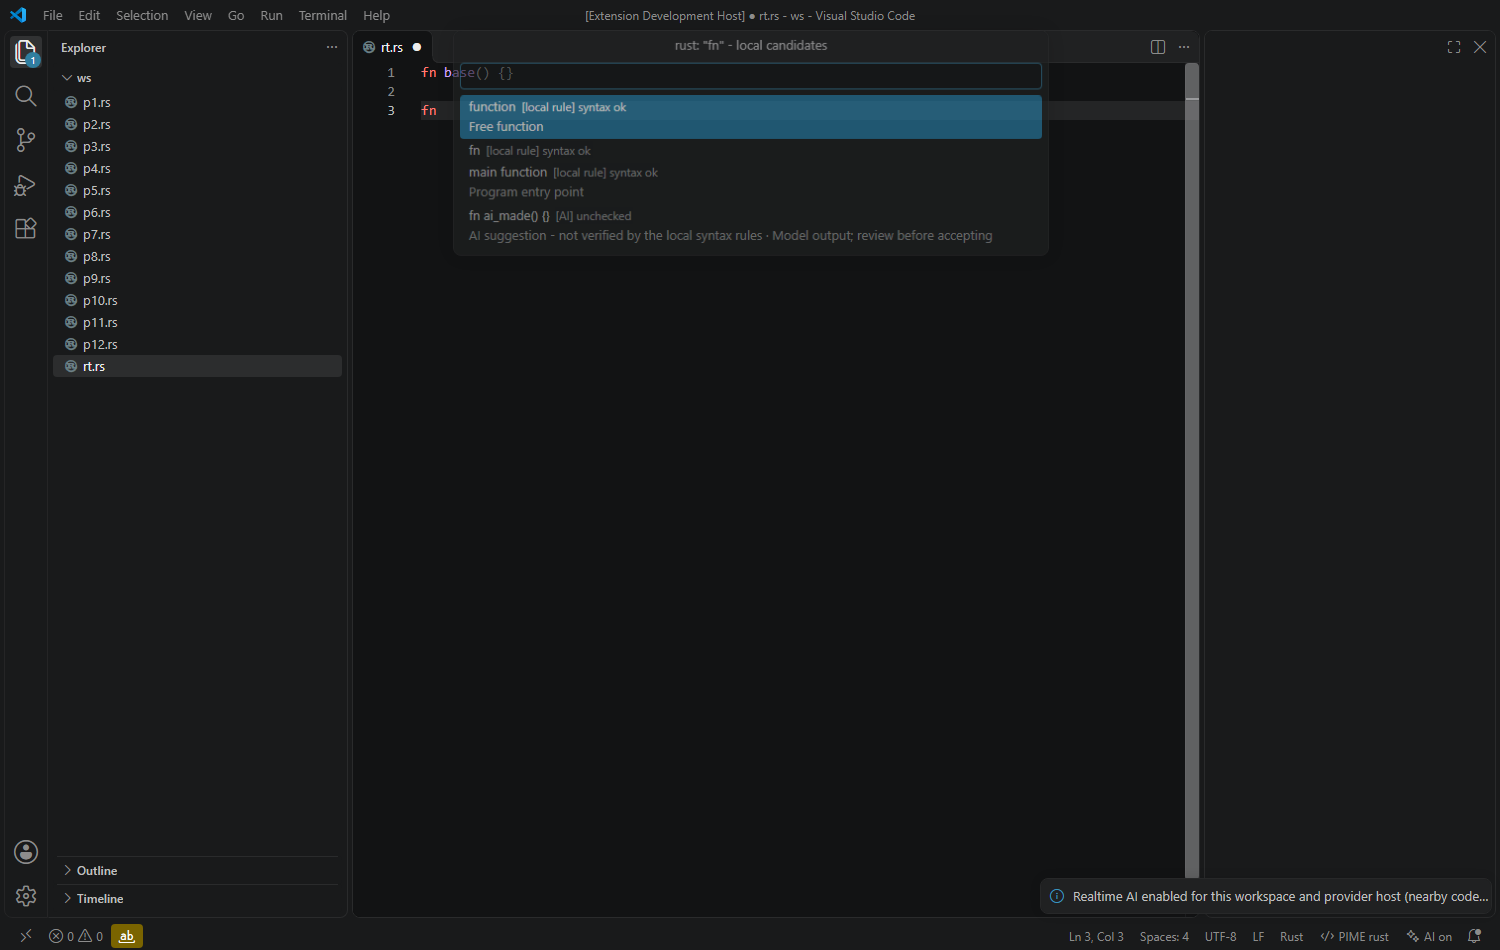 File Edit Selection View Go Run Terminal Help
[Extension Development Host] ● rt.rs - ws - Visual Studio Code
Explorer
1
ws
p1.rs
p2.rs
p3.rs
p4.rs
p5.rs
p6.rs
p7.rs
p8.rs
p9.rs
p10.rs
p11.rs
p12.rs
rt.rs
Outline
Timeline
rt.rs
rust: "fn" - local candidates
1 fn base() {}
2
3 fn
function [local rule] syntax ok
Free function
fn [local rule] syntax ok
main function [local rule] syntax ok
Program entry point
fn ai_made() {} [AI] unchecked
AI suggestion - not verified by the local syntax rules · Model output; review before accepting
Realtime AI enabled for this workspace and provider host (nearby code...
0 0 ab Ln 3, Col 3 Spaces: 4 UTF-8 LF Rust </> PIME rust AI on